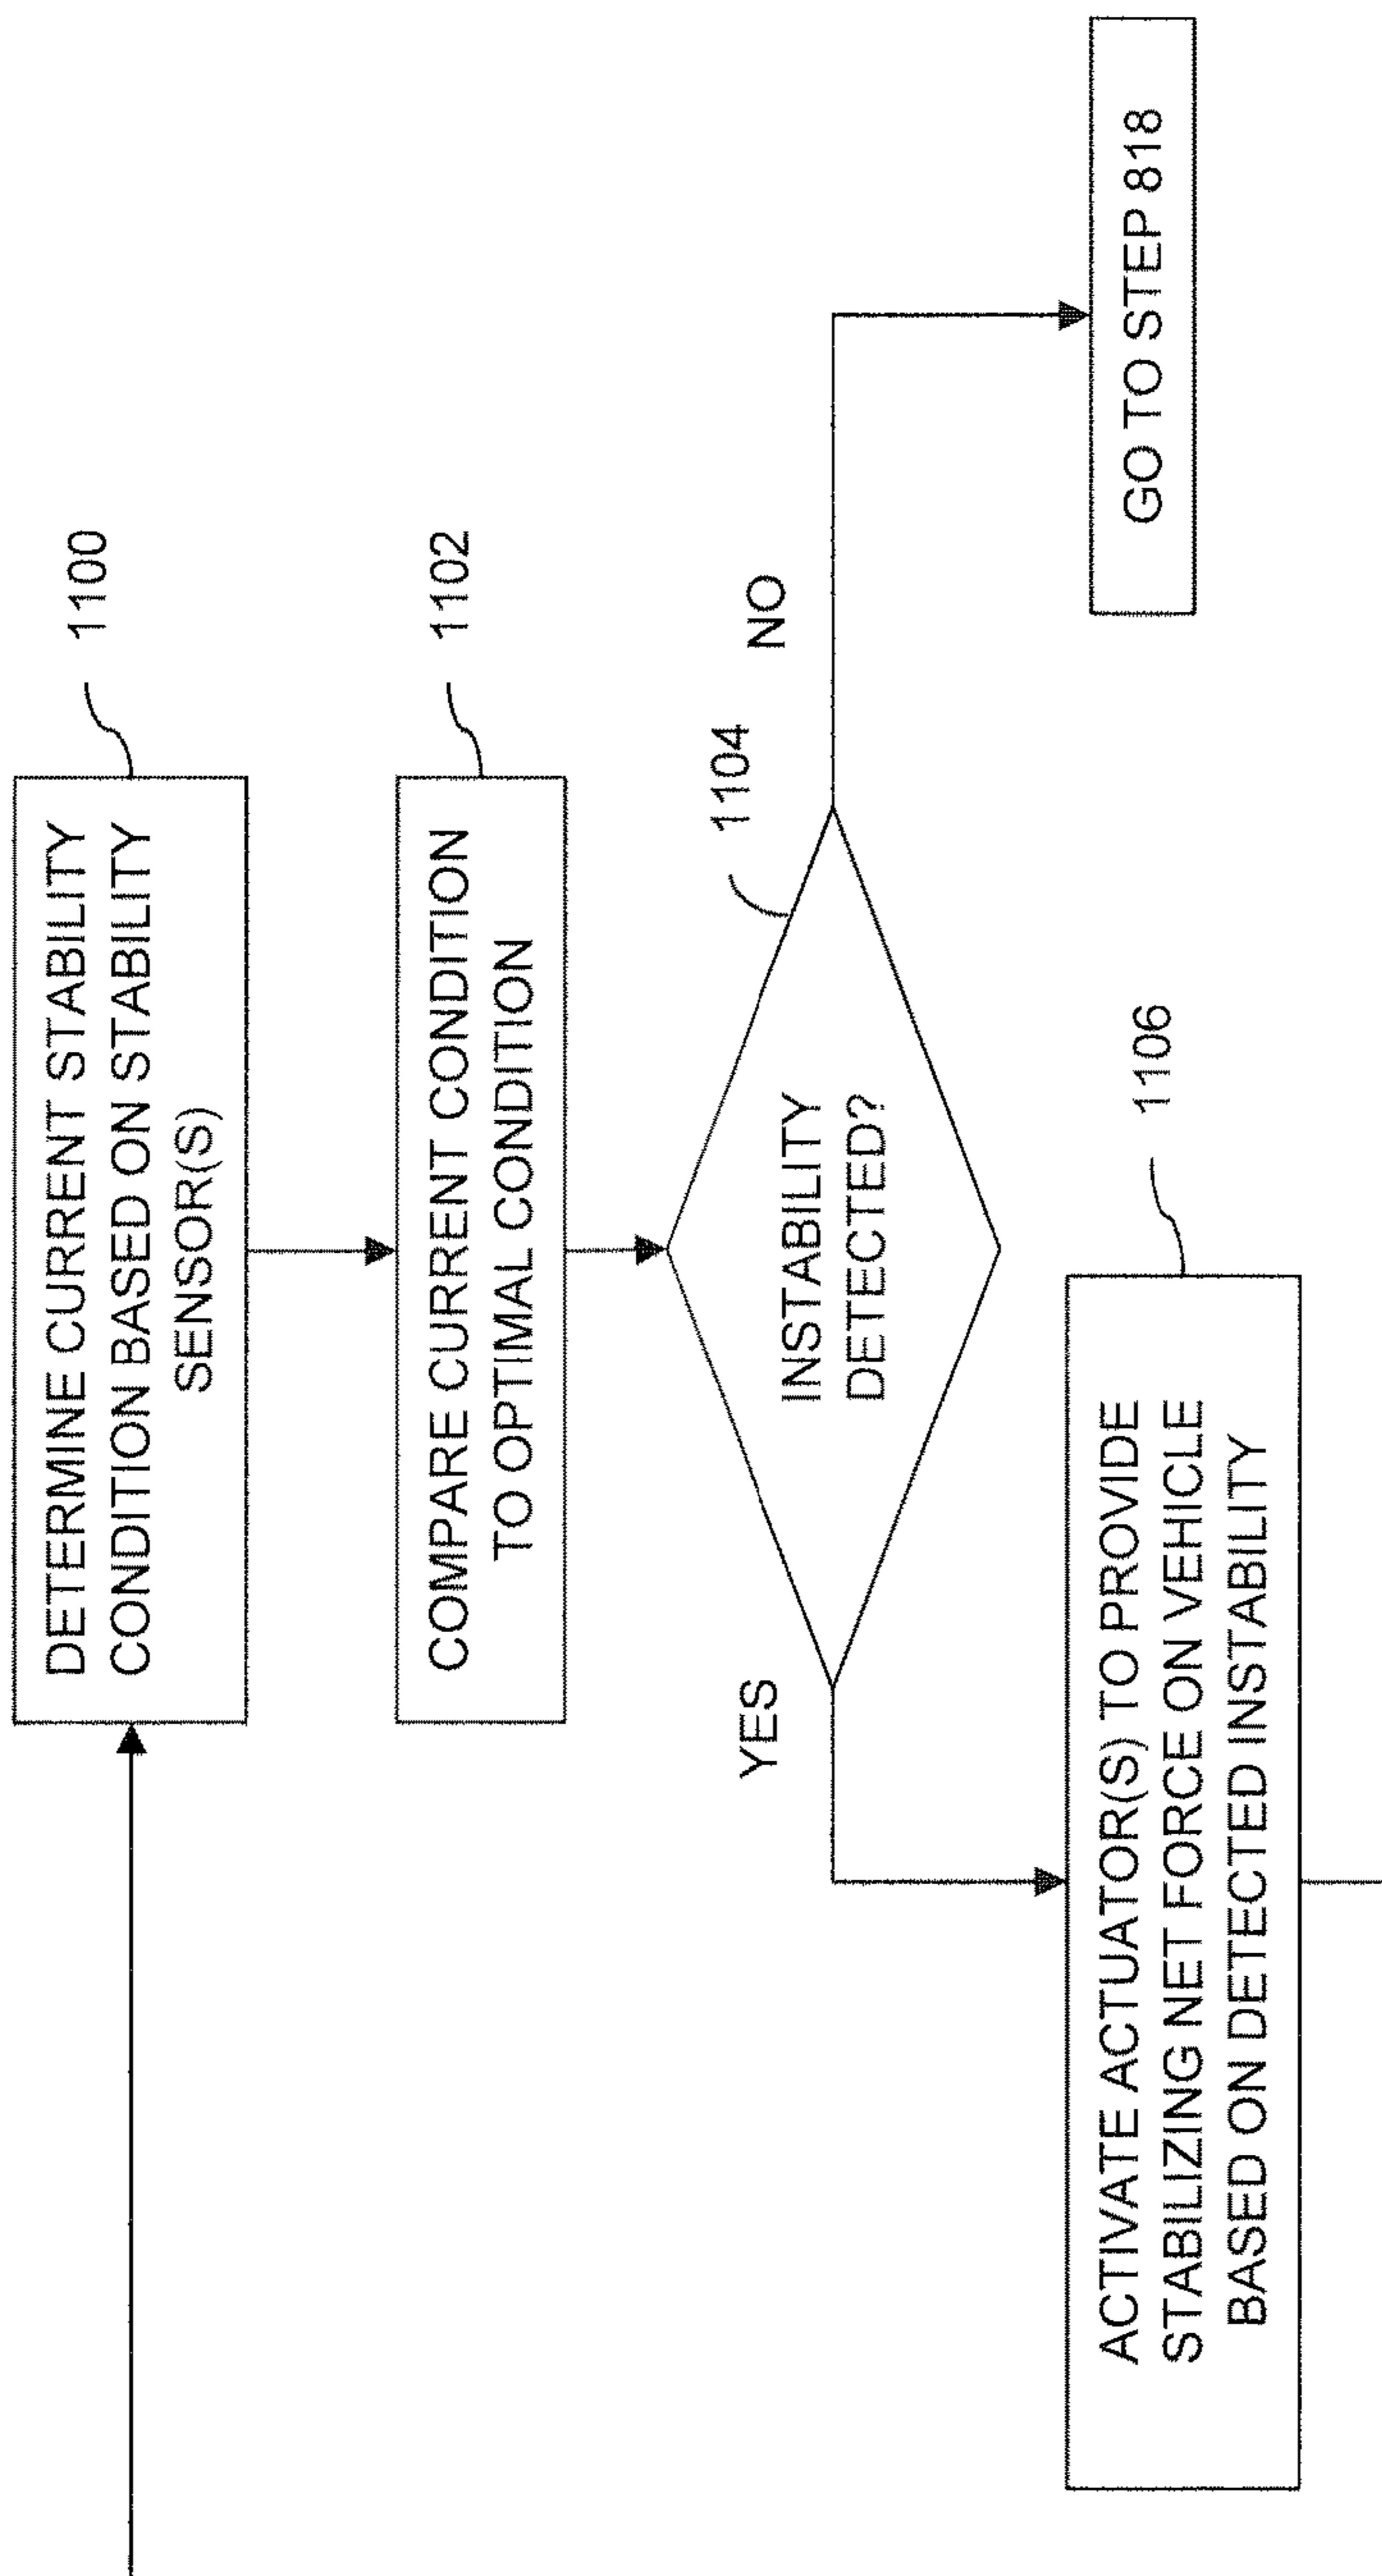 DETERMINE CURRENT STABILITY
CONDITION BASED ON STABILITY
SENSOR(S)
1100
COMPARE CURRENT CONDITION
TO OPTIMAL CONDITION
1102
INSTABILITY
DETECTED?
1104
YES
NO
ACTIVATE ACTUATOR(S) TO PROVIDE
STABILIZING NET FORCE ON VEHICLE
BASED ON DETECTED INSTABILITY
1106
GO TO STEP 818